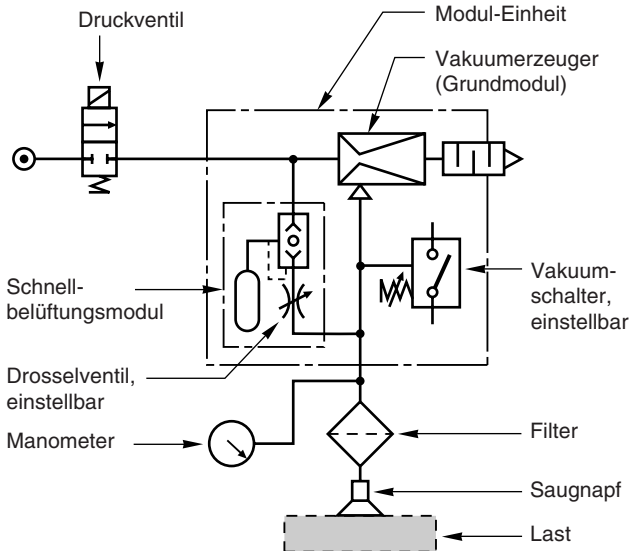 Druckventil
Modul-Einheit
Vakuumerzeuger
(Grundmodul)
Schnell-
belüftungsmodul
Vakuum-
schalter,
einstellbar
Drosselventil,
einstellbar
Manometer
Filter
Saugnapf
Last